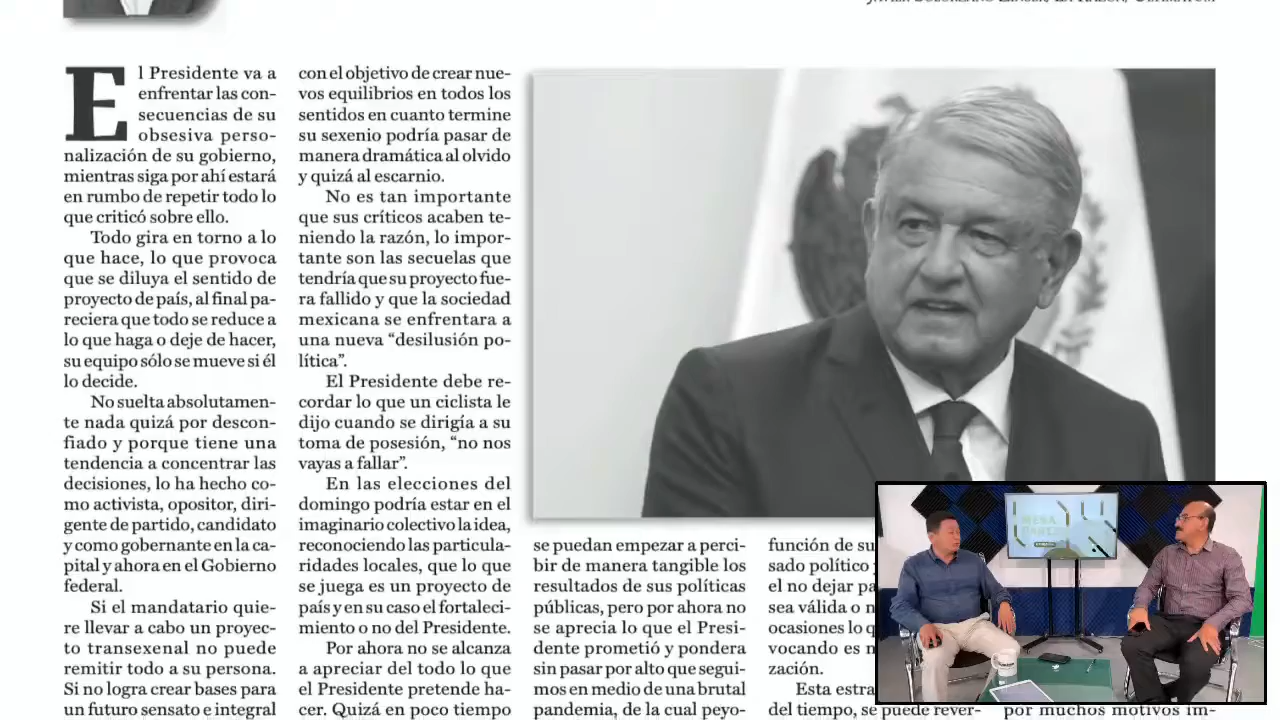 El Presidente va a
enfrentar las con-
secuencias de su
obsesiva perso-
nalización de su gobierno,
mientras siga por ahí estará
en rumbo de repetir todo lo
que criticó sobre ello.
Todo gira en torno a lo
que hace, lo que provoca
que se diluya el sentido de
proyecto de país, al final pa-
reciera que todo se reduce a
lo que haga o deje de hacer,
su equipo sólo se mueve si él
lo decide.
No suelta absolutamen-
te nada quizá por descon-
fiado y porque tiene una
tendencia a concentrar las
decisiones, lo ha hecho co-
mo activista, opositor, diri-
gente de partido, candidato
y como gobernante en la ca-
pital y ahora en el Gobierno
federal.
Si el mandatario quie-
re llevar a cabo un proyec-
to transexenal no puede
remitir todo a su persona.
Si no logra crear bases para
un futuro sensato e integral
con el objetivo de crear nue-
vos equilibrios en todos los
sentidos en cuanto termine
su sexenio podría pasar de
manera dramática al olvido
y quizá al escarnio.
No es tan importante
que sus críticos acaben te-
niendo la razón, lo impor-
tante son las secuelas que
tendría que su proyecto fue-
ra fallido y que la sociedad
mexicana se enfrentara a
una nueva “desilusión po-
lítica”.
El Presidente debe re-
cordar lo que un ciclista le
dijo cuando se dirigía a su
toma de posesión, “no nos
vayas a fallar”.
En las elecciones del
domingo podría estar en el
imaginario colectivo la idea,
reconociendo las particula-
ridades locales, que lo que
se juega es un proyecto de
país y en su caso el fortaleci-
miento o no del Presidente.
Por ahora no se alcanza
a apreciar del todo lo que
el Presidente pretende ha-
cer. Quizá en poco tiempo
se puedan empezar a perci-
bir de manera tangible los
resultados de sus políticas
públicas, pero por ahora no
se aprecia lo que el Presi-
dente prometió y pondera
sin pasar por alto que segui-
mos en medio de una brutal
pandemia, de la cual peyo-
función de su
sado político
el no dejar pa
sea válida o n
ocasiones lo q
vocando es n
zación.
Esta estra
del tiempo, se puede rever-
por muchos motivos im-
MESA